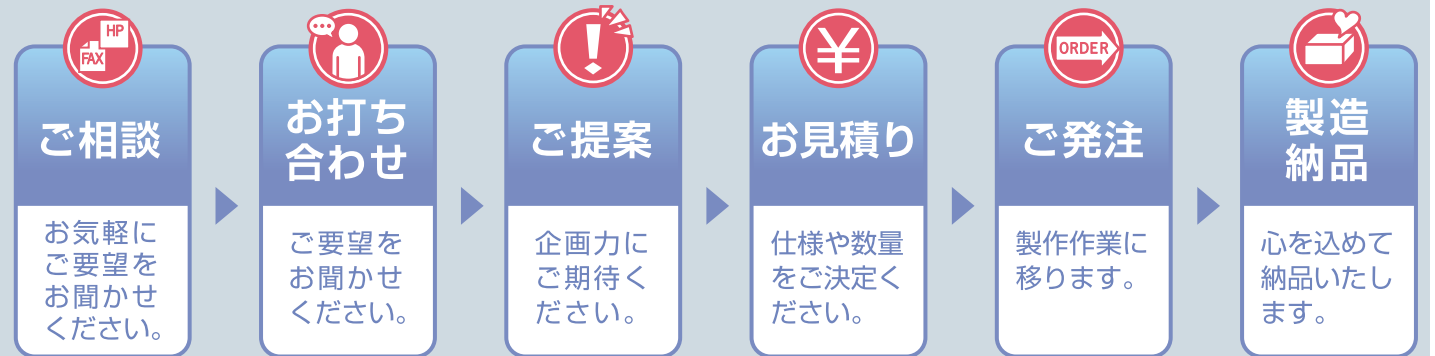 HP
FAX
ご相談
お気軽に
ご要望を
お聞かせ
ください。
お打ち
合わせ
ご要望を
お聞かせ
ください。
ご提案
企画力に
ご期待く
ださい。
¥
お見積り
仕様や数量
をご決定く
ださい。
ORDER
ご発注
製作作業に
移ります。
製造
納品
心を込めて
納品いたし
ます。